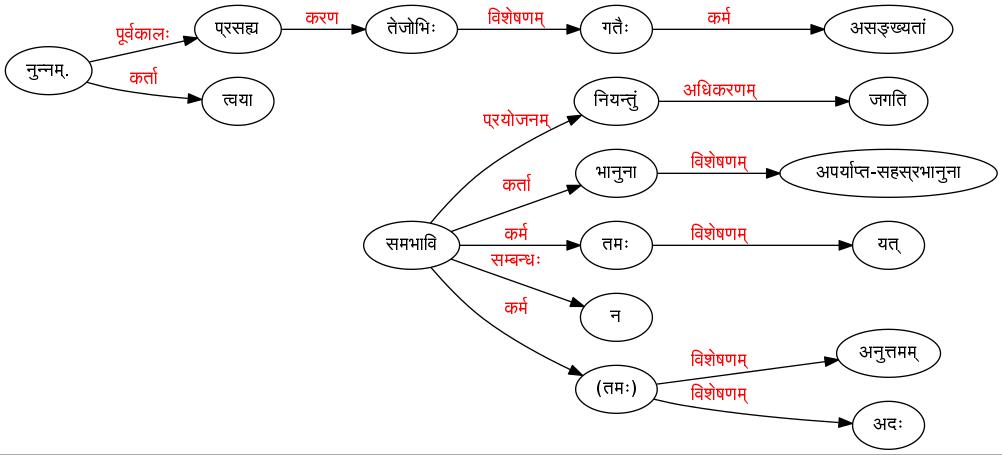 पूर्वकालः
प्रसह्य
करण
तेजोभिः
विशेषणम्
गतैः
कर्म
असङ्ख्यतां
नुन्नम्.
कर्ता
त्वया
प्रयोजनम्
नियन्तुं
अधिकरणम्
जगति
कर्ता
भानुना
विशेषणम्
अपर्याप्त-सहस्रभानुना
समभावि
कर्म
तमः
विशेषणम्
यत्
सम्बन्धः
न
कर्म
(तमः)
विशेषणम्
अनुत्तमम्
विशेषणम्
अदः